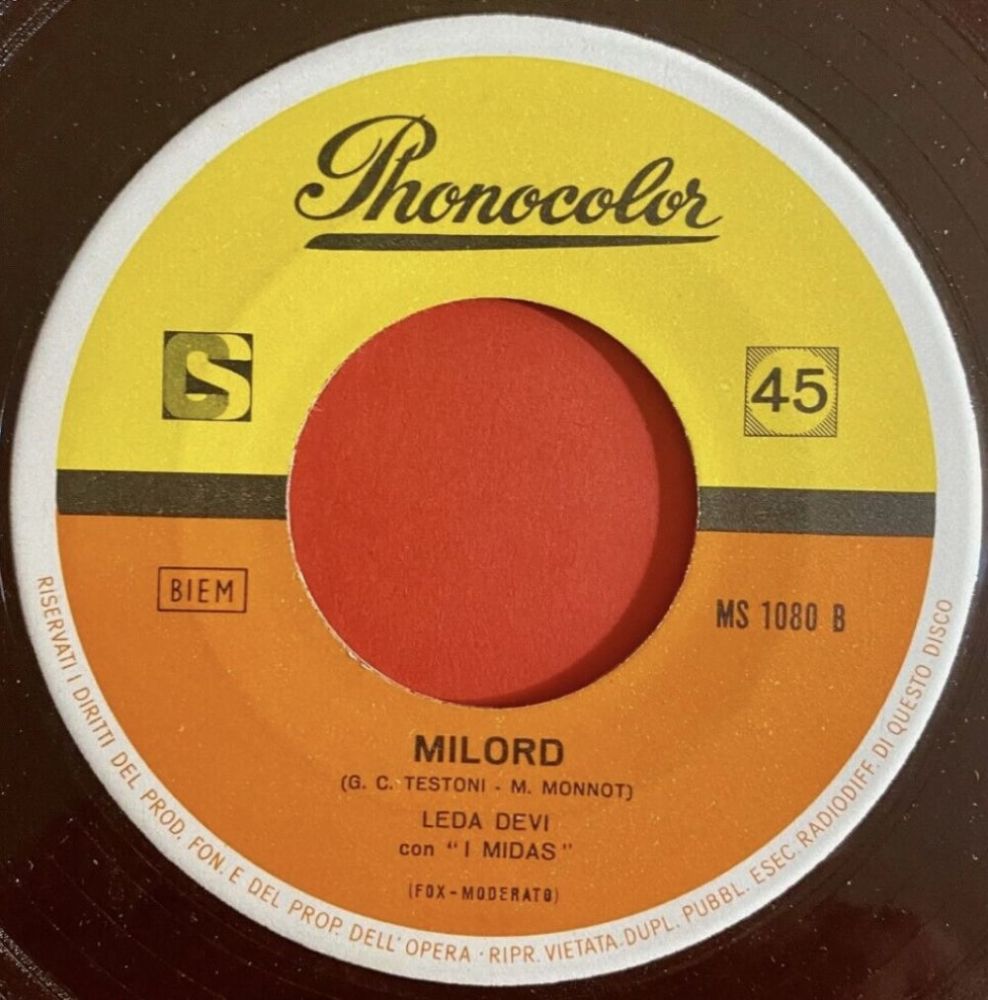 Phonocolor
CS
45
BIEM
MS 1080 B
MILORD
(G. C. TESTONI - M. MONNOT)
LEDA DEVI
con "I MIDAS"
(FOX-MODERATO)
RISERVATI I DIRITTI DEL PROD. FON. E DEL PROP. DELL' OPERA · RIPR. VIETATA. DUPL. PUBBL. ESEC. RADIODIFF. DI QUESTO DISCO